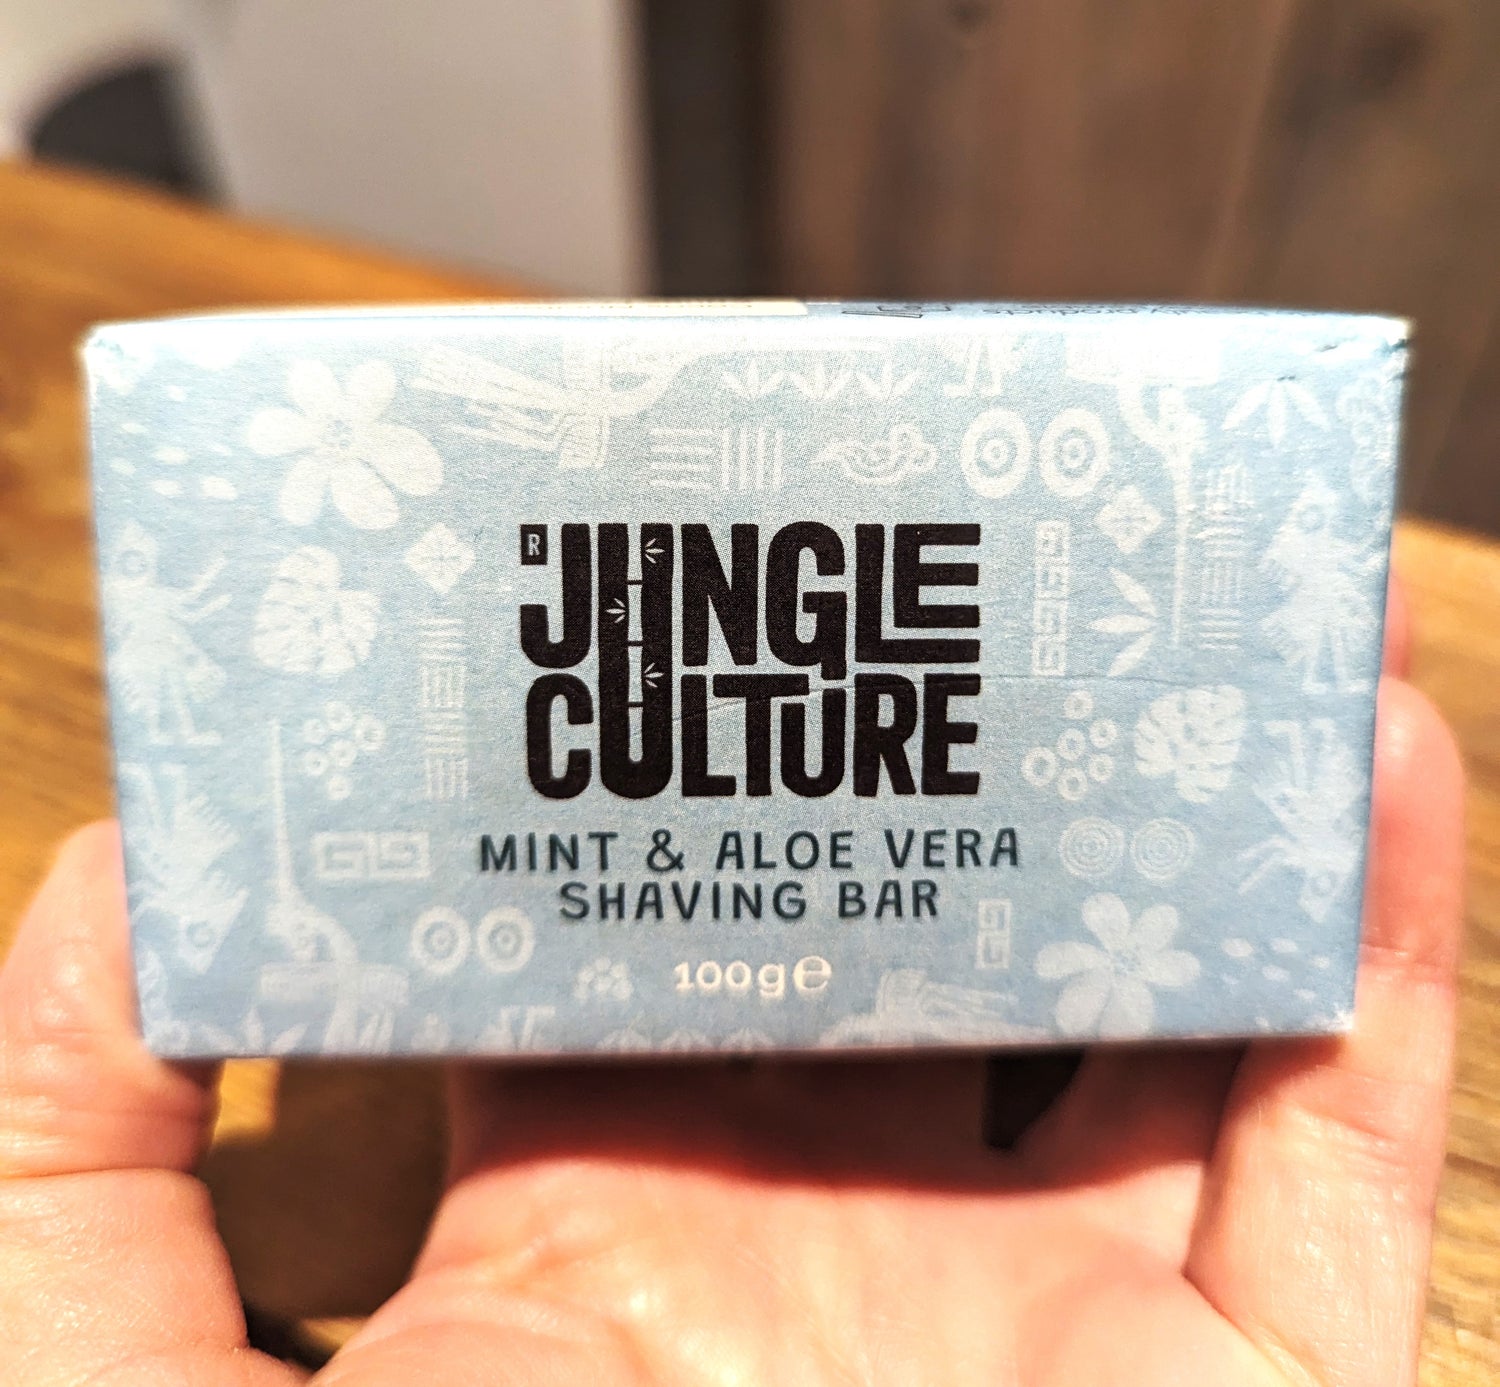 R
JUNGLE
CULTURE
MINT & ALOE VERA
SHAVING BAR
100g℮